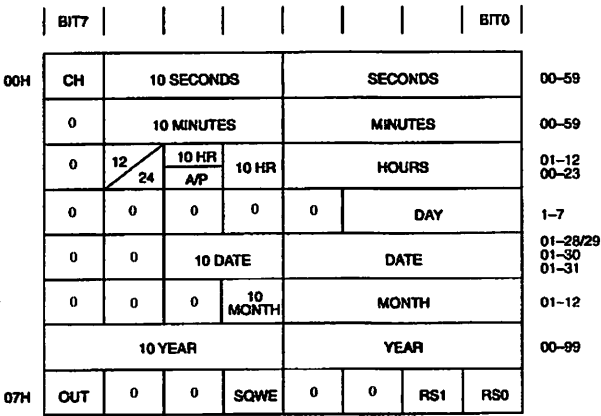 BIT7 BIT0
00H CH 10 SECONDS SECONDS 00–59
0 10 MINUTES MINUTES 00–59
0 12/24 10 HR A/P 10 HR HOURS 01–12 00–23
0 0 0 0 0 DAY 1–7
0 0 10 DATE DATE 01–28/29 01–30 01–31
0 0 0 10 MONTH MONTH 01–12
10 YEAR YEAR 00–99
07H OUT 0 0 SQWE 0 0 RS1 RS0